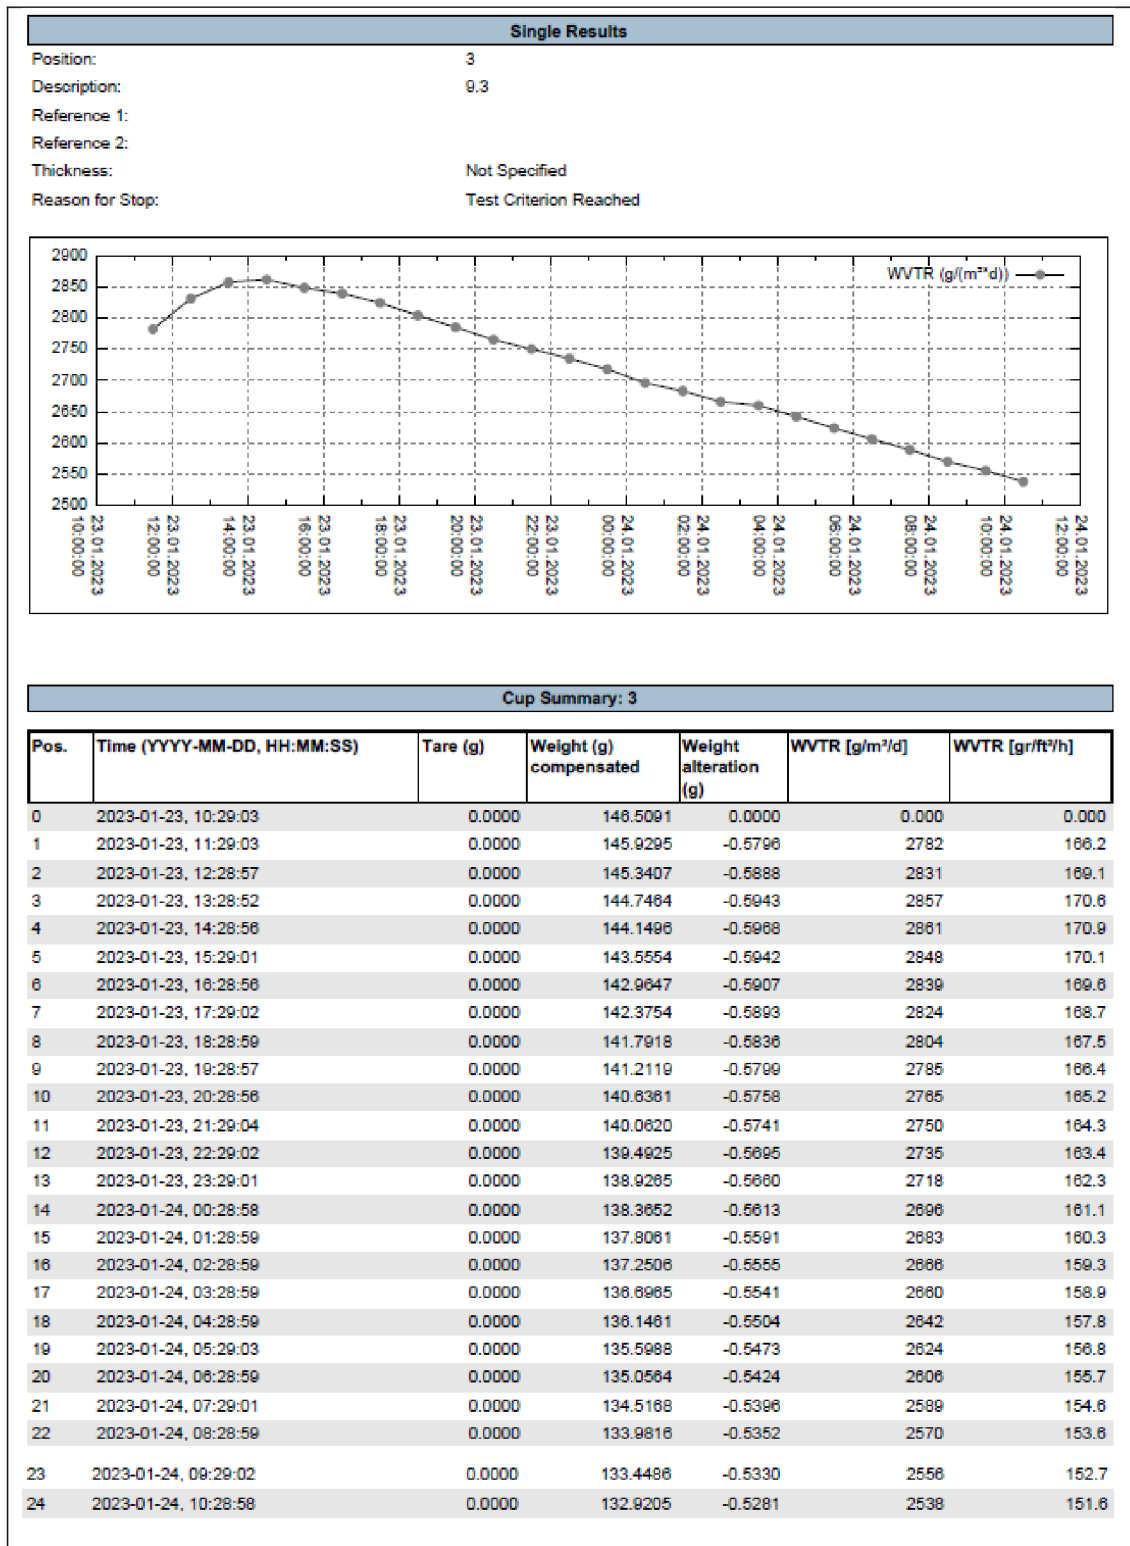 Single Results
Position: 3
Description: 9.3
Reference 1:
Reference 2:
Thickness: Not Specified
Reason for Stop: Test Criterion Reached
WVTR (g/(m²*d))
2900
2850
2800
2750
2700
2650
2600
2550
2500
23.01.2023 10:00:00
23.01.2023 12:00:00
23.01.2023 14:00:00
23.01.2023 16:00:00
23.01.2023 18:00:00
23.01.2023 20:00:00
23.01.2023 22:00:00
24.01.2023 00:00:00
24.01.2023 02:00:00
24.01.2023 04:00:00
24.01.2023 06:00:00
24.01.2023 08:00:00
24.01.2023 10:00:00
24.01.2023 12:00:00
Cup Summary: 3
Pos. Time (YYYY-MM-DD, HH:MM:SS) Tare (g) Weight (g) compensated Weight alteration (g) WVTR [g/m²/d] WVTR [gr/ft²/h]
0 2023-01-23, 10:29:03 0.0000 146.5091 0.0000 0.000 0.000
1 2023-01-23, 11:29:03 0.0000 145.9295 -0.5796 2782 166.2
2 2023-01-23, 12:28:57 0.0000 145.3407 -0.5888 2831 169.1
3 2023-01-23, 13:28:52 0.0000 144.7464 -0.5943 2857 170.6
4 2023-01-23, 14:28:56 0.0000 144.1496 -0.5968 2861 170.9
5 2023-01-23, 15:29:01 0.0000 143.5554 -0.5942 2848 170.1
6 2023-01-23, 16:28:56 0.0000 142.9647 -0.5907 2839 169.6
7 2023-01-23, 17:29:02 0.0000 142.3754 -0.5893 2824 168.7
8 2023-01-23, 18:28:59 0.0000 141.7918 -0.5836 2804 167.5
9 2023-01-23, 19:28:57 0.0000 141.2119 -0.5799 2785 166.4
10 2023-01-23, 20:28:56 0.0000 140.6361 -0.5758 2765 165.2
11 2023-01-23, 21:29:04 0.0000 140.0620 -0.5741 2750 164.3
12 2023-01-23, 22:29:02 0.0000 139.4925 -0.5695 2735 163.4
13 2023-01-23, 23:29:01 0.0000 138.9265 -0.5660 2718 162.3
14 2023-01-24, 00:28:58 0.0000 138.3652 -0.5613 2696 161.1
15 2023-01-24, 01:28:59 0.0000 137.8061 -0.5591 2683 160.3
16 2023-01-24, 02:28:59 0.0000 137.2506 -0.5555 2666 159.3
17 2023-01-24, 03:28:59 0.0000 136.6965 -0.5541 2660 158.9
18 2023-01-24, 04:28:59 0.0000 136.1461 -0.5504 2642 157.8
19 2023-01-24, 05:29:03 0.0000 135.5988 -0.5473 2624 156.8
20 2023-01-24, 06:28:59 0.0000 135.0564 -0.5424 2606 155.7
21 2023-01-24, 07:29:01 0.0000 134.5168 -0.5396 2589 154.6
22 2023-01-24, 08:28:59 0.0000 133.9816 -0.5352 2570 153.6
23 2023-01-24, 09:29:02 0.0000 133.4486 -0.5330 2556 152.7
24 2023-01-24, 10:28:58 0.0000 132.9205 -0.5281 2538 151.6